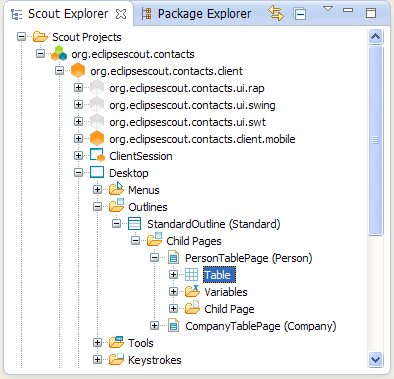 Scout Explorer Package Explorer
Scout Projects
org.eclipsescout.contacts
org.eclipsescout.contacts.client
org.eclipsescout.contacts.ui.rap
org.eclipsescout.contacts.ui.swing
org.eclipsescout.contacts.ui.swt
org.eclipsescout.contacts.client.mobile
ClientSession
Desktop
Menus
Outlines
StandardOutline (Standard)
Child Pages
PersonTablePage (Person)
Table
Variables
Child Page
CompanyTablePage (Company)
Tools
Keystrokes